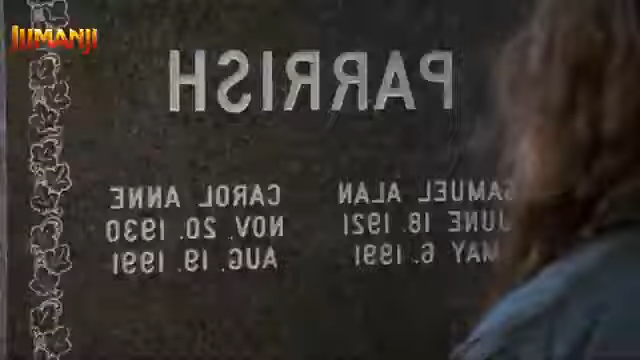 JUMANJI
PARRISH
SAMUEL ALAN
JUNE 18, 1921
MAY 6, 1991
CAROL ANNE
NOV. 20, 1930
AUG. 19, 1991